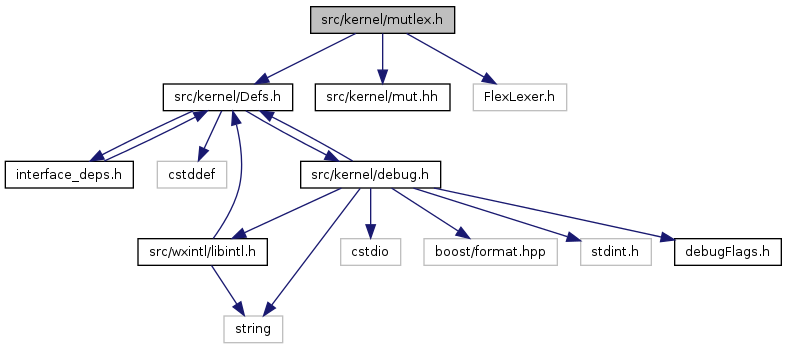 src/kernel/mutlex.h
src/kernel/Defs.h
src/kernel/mut.hh
FlexLexer.h
interface_deps.h
cstddef
src/kernel/debug.h
src/wxintl/libintl.h
cstdio
boost/format.hpp
stdint.h
debugFlags.h
string